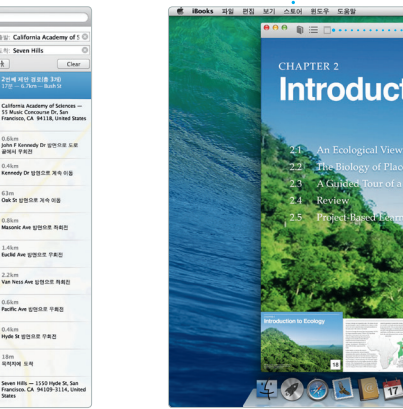 출발: California Academy of S
도착: Seven Hills
Clear
2번째 제안 경로(총 3개)
17분 — 6.7km — Bush St
California Academy of Sciences —
55 Music Concourse Dr, San
Francisco, CA 94118, United States
0.6km
John F Kennedy Dr 방면으로 도로
끝에서 우회전
0.4km
Kennedy Dr 방면으로 계속 이동
63m
Oak St 방면으로 계속 이동
0.8km
Masonic Ave 방면으로 좌회전
1.4km
Euclid Ave 방면으로 우회전
2.2km
Van Ness Ave 방면으로 좌회전
0.6km
Pacific Ave 방면으로 우회전
0.4km
Hyde St 방면으로 우회전
18m
목적지에 도착
Seven Hills — 1550 Hyde St, San
Francisco, CA 94109-3114, United
States
iBooks 파일 편집 보기 스토어 윈도우 도움말
CHAPTER 2
Introduct
2.1 An Ecological View
2.2 The Biology of Plac
2.3 A Guided Tour of a
2.4 Review
2.5 Project-Based Learn
Introduction to Ecology
18
17